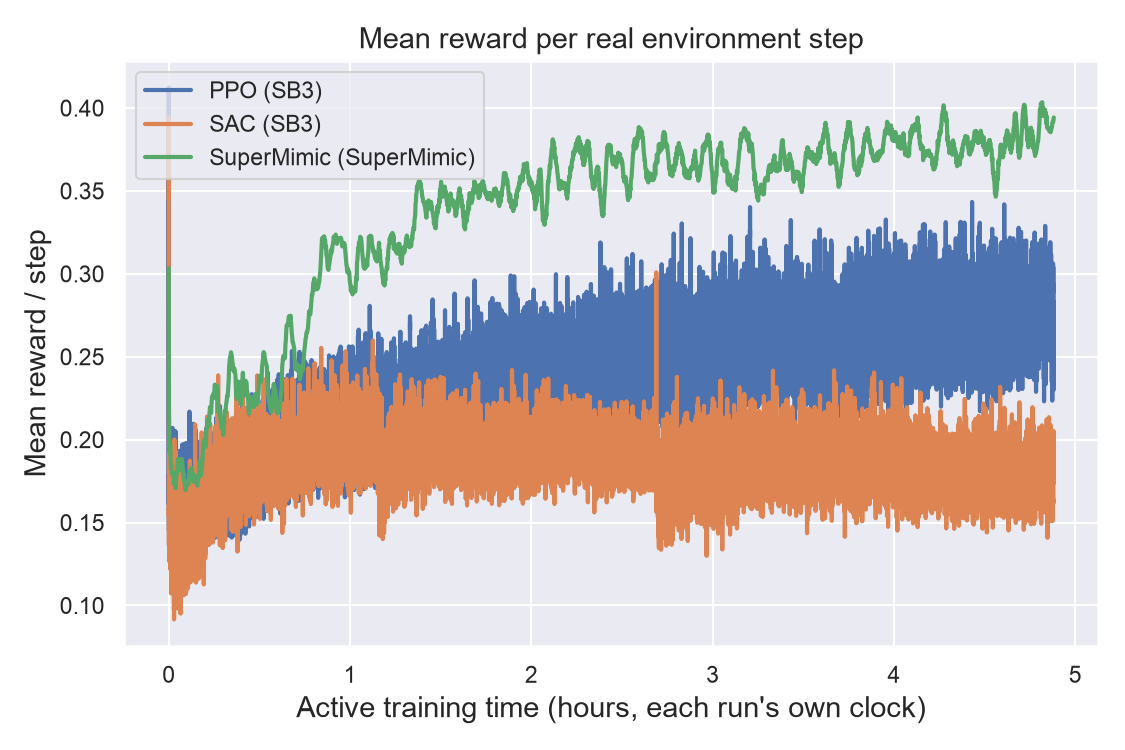 Mean reward per real environment step
PPO (SB3)
SAC (SB3)
SuperMimic (SuperMimic)
Mean reward / step
0.40
0.35
0.30
0.25
0.20
0.15
0.10
0
1
2
3
4
5
Active training time (hours, each run's own clock)